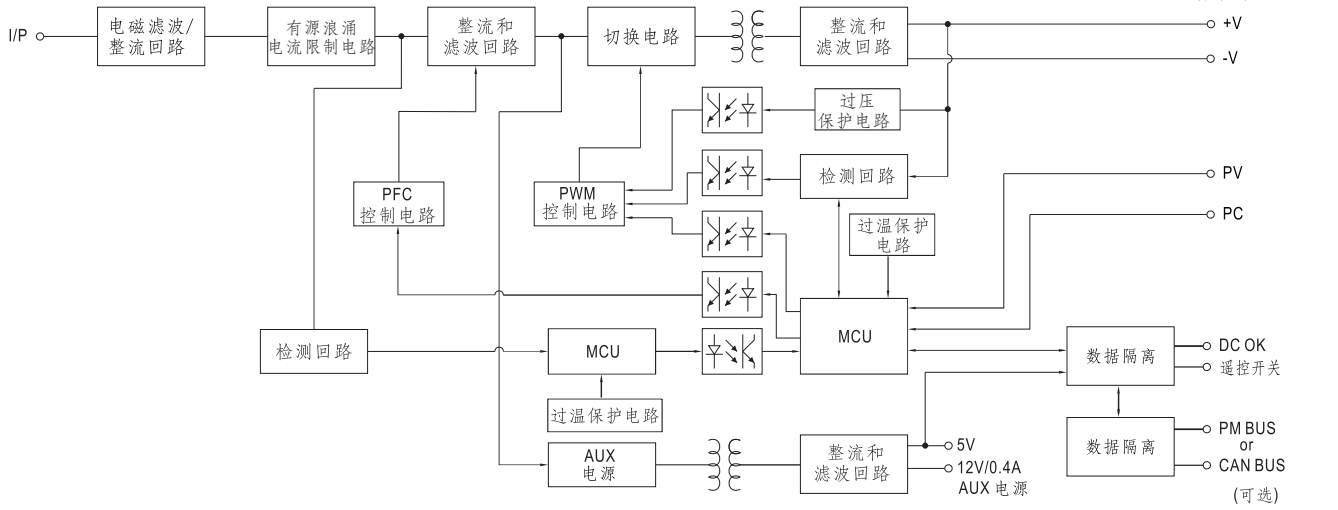 I/P
电磁滤波/
整流回路
有源浪涌
电流限制电路
整流和
滤波回路
切换电路
整流和
滤波回路
+V
-V
过压
保护电路
检测回路
PV
PC
PFC
控制电路
PWM
控制电路
过温保护
电路
MCU
检测回路
MCU
过温保护电路
数据隔离
DC OK
遥控开关
数据隔离
PM BUS
or
CAN BUS
(可选)
AUX
电源
整流和
滤波回路
5V
12V/0.4A
AUX 电源